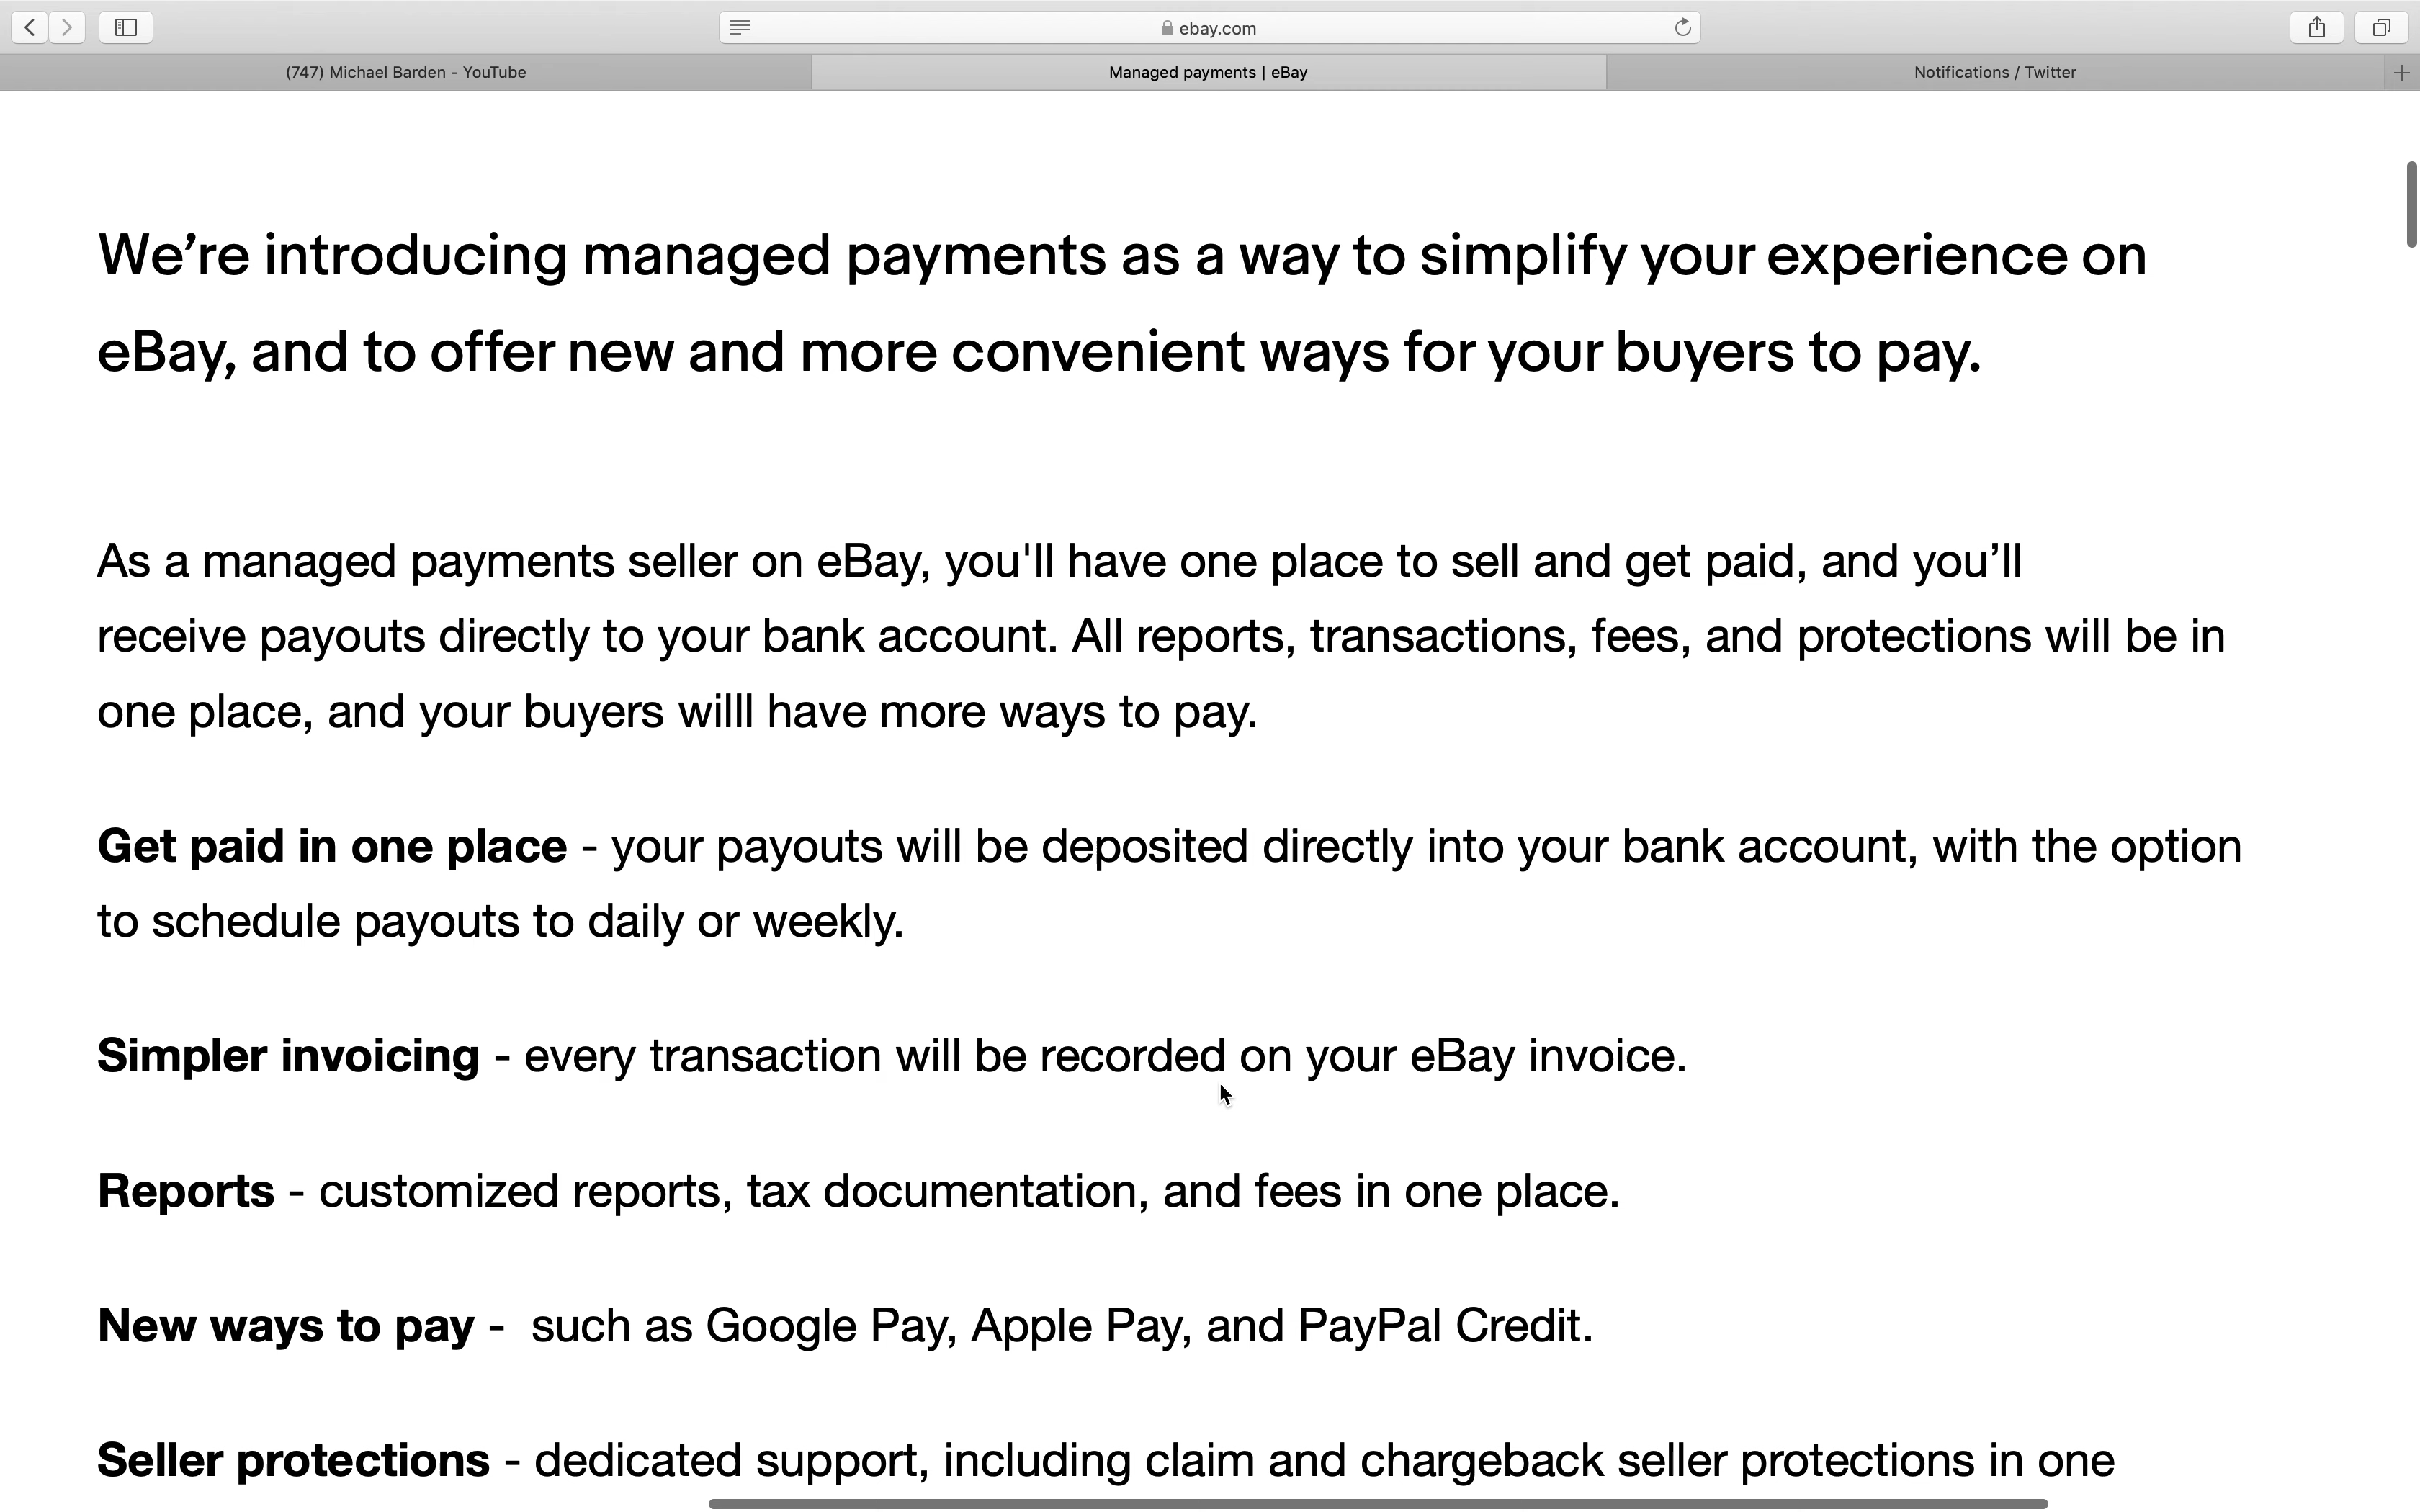 ebay.com
(747) Michael Barden - YouTube
Managed payments | eBay
Notifications / Twitter
We’re introducing managed payments as a way to simplify your experience on
eBay, and to offer new and more convenient ways for your buyers to pay.
As a managed payments seller on eBay, you'll have one place to sell and get paid, and you’ll
receive payouts directly to your bank account. All reports, transactions, fees, and protections will be in
one place, and your buyers willl have more ways to pay.
Get paid in one place - your payouts will be deposited directly into your bank account, with the option
to schedule payouts to daily or weekly.
Simpler invoicing - every transaction will be recorded on your eBay invoice.
Reports - customized reports, tax documentation, and fees in one place.
New ways to pay -  such as Google Pay, Apple Pay, and PayPal Credit.
Seller protections - dedicated support, including claim and chargeback seller protections in one